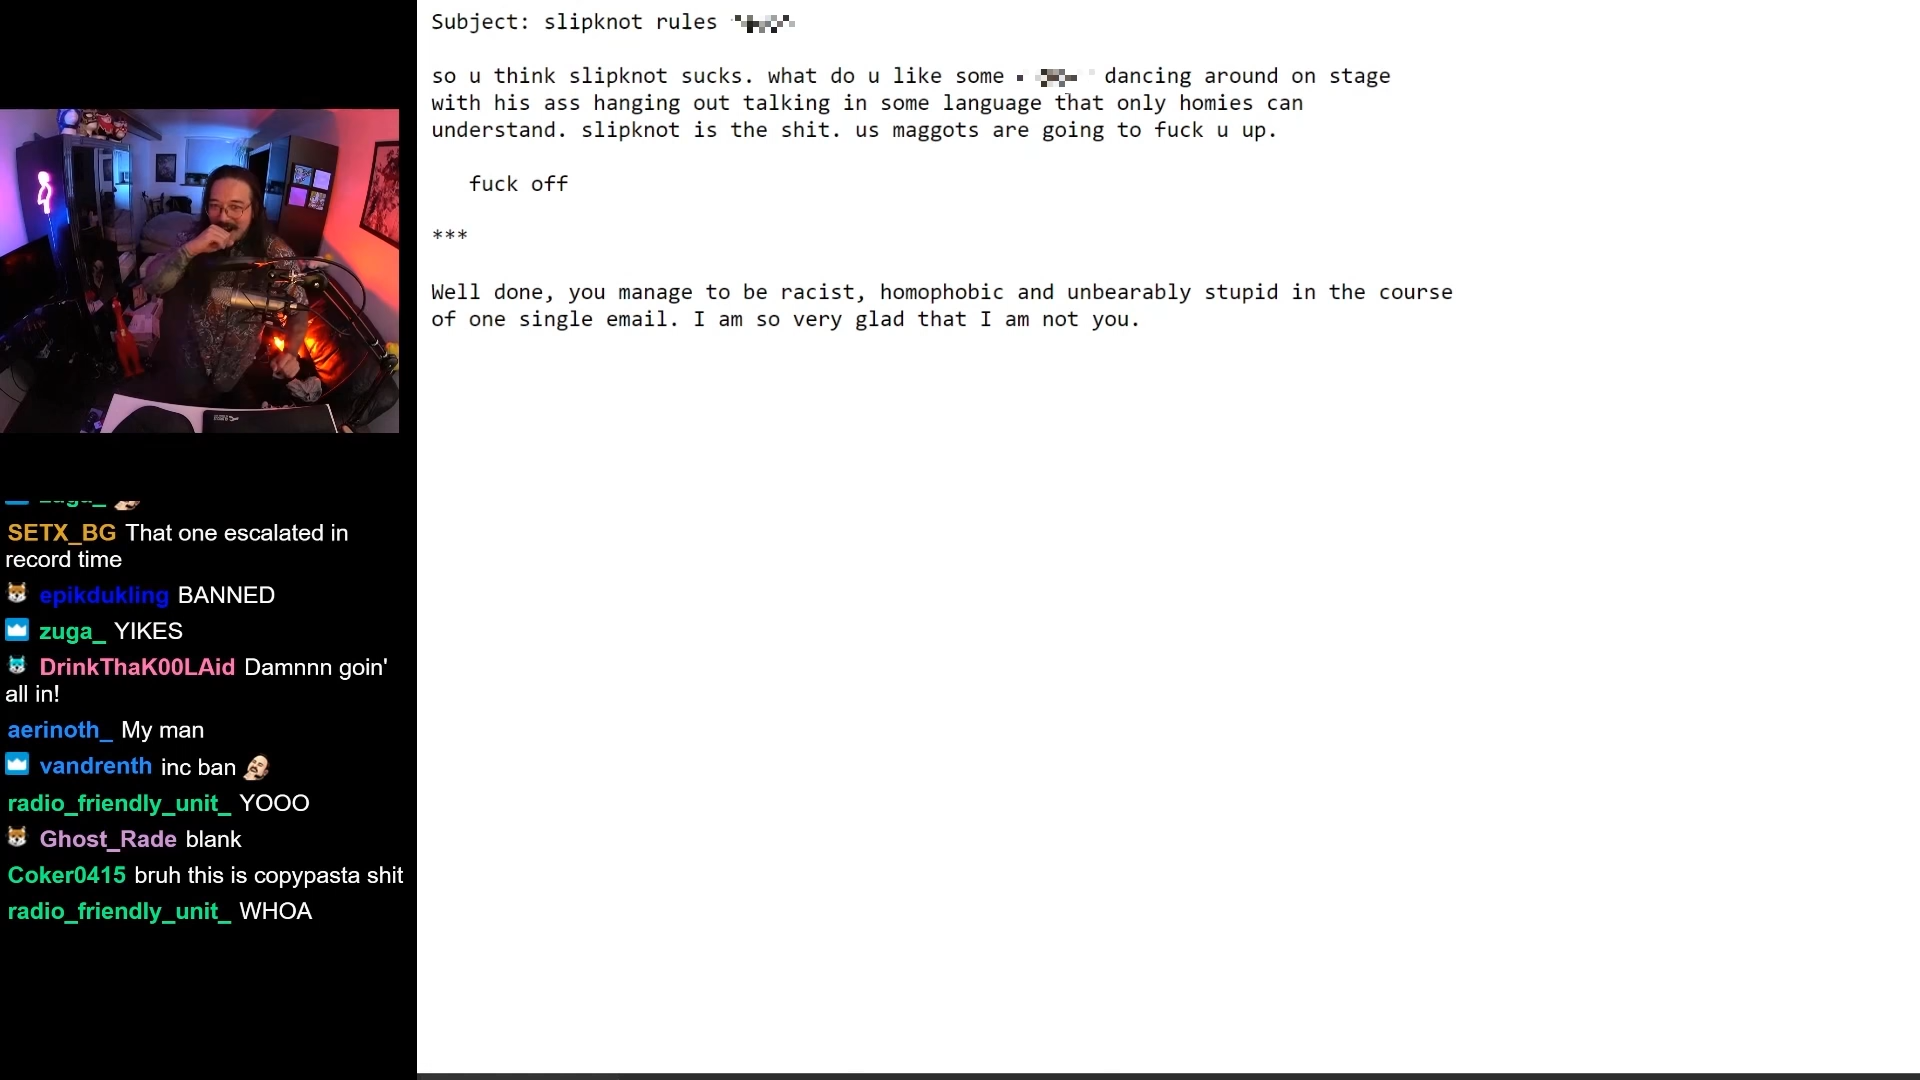 Subject: slipknot rules
so u think slipknot sucks. what do u like some dancing around on stage
with his ass hanging out talking in some language that only homies can
understand. slipknot is the shit. us maggots are going to fuck u up.
fuck off
***
Well done, you manage to be racist, homophobic and unbearably stupid in the course
of one single email. I am so very glad that I am not you.
zuga_
SETX_BG That one escalated in
record time
epikdukling BANNED
zuga_ YIKES
DrinkThaK00LAid Damnnn goin'
all in!
aerinoth_ My man
vandrenth inc ban
radio_friendly_unit_ YOOO
Ghost_Rade blank
Coker0415 bruh this is copypasta shit
radio_friendly_unit_ WHOA